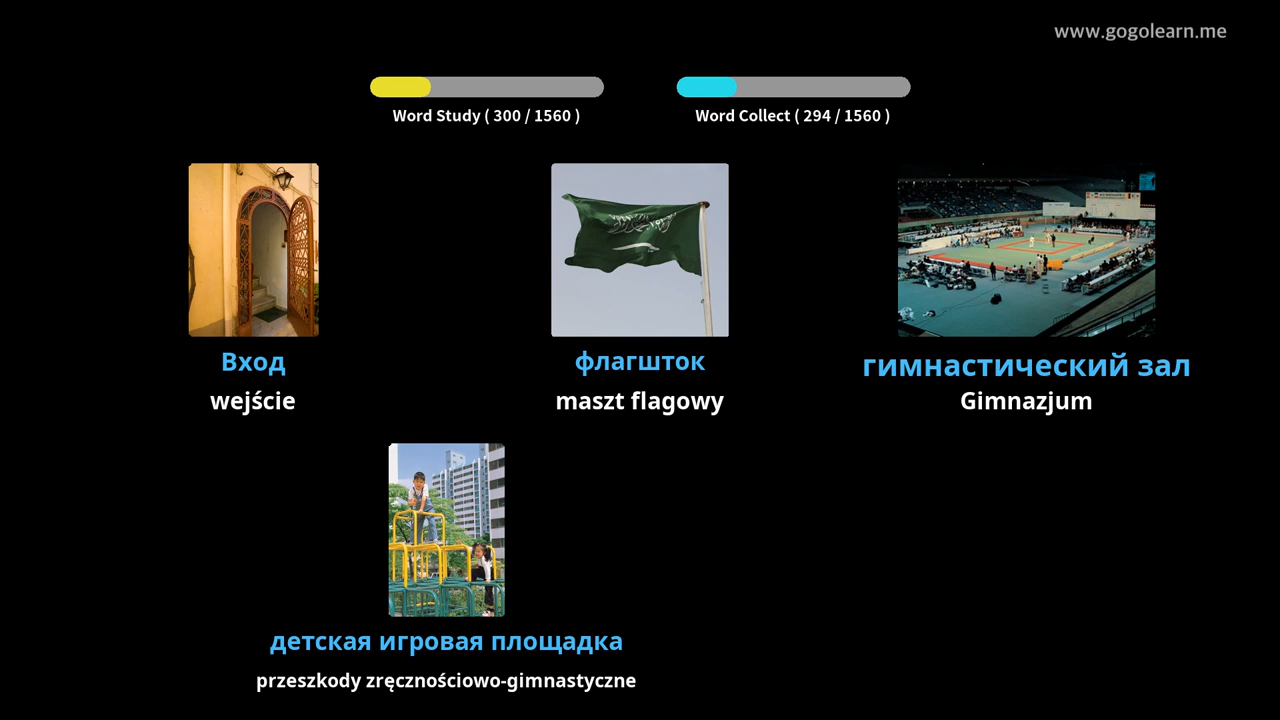 www.gogolearn.me
Word Study ( 300 / 1560 )
Word Collect ( 294 / 1560 )
Вход
флагшток
гимнастический зал
wejście
maszt flagowy
Gimnazjum
детская игровая площадка
przeszkody zręcznościowo-gimnastyczne